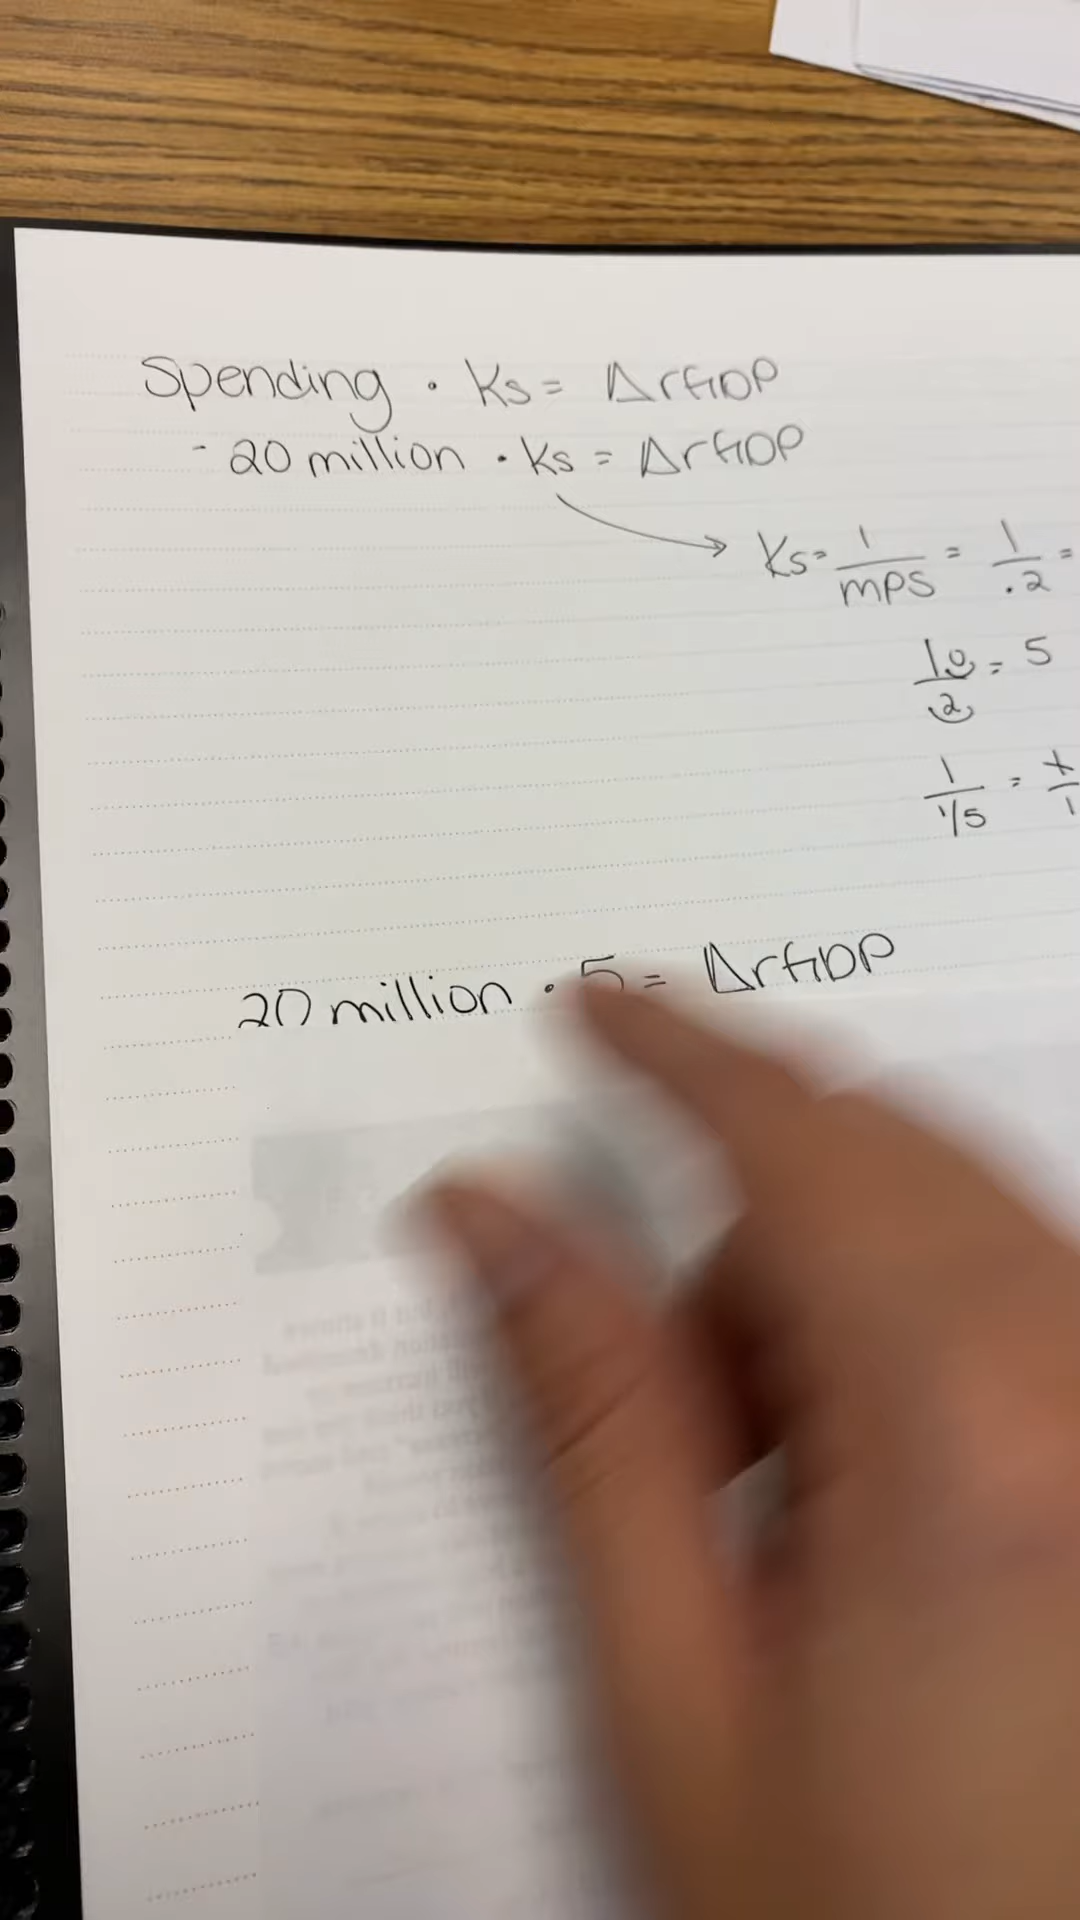 Spending · Ks = ΔrGDP
- 20 million · Ks = ΔrGDP
Ks = 1/MPS = 1/.2 =
10/2 = 5
1/1/5 =
20 million · 5 = ΔrGDP